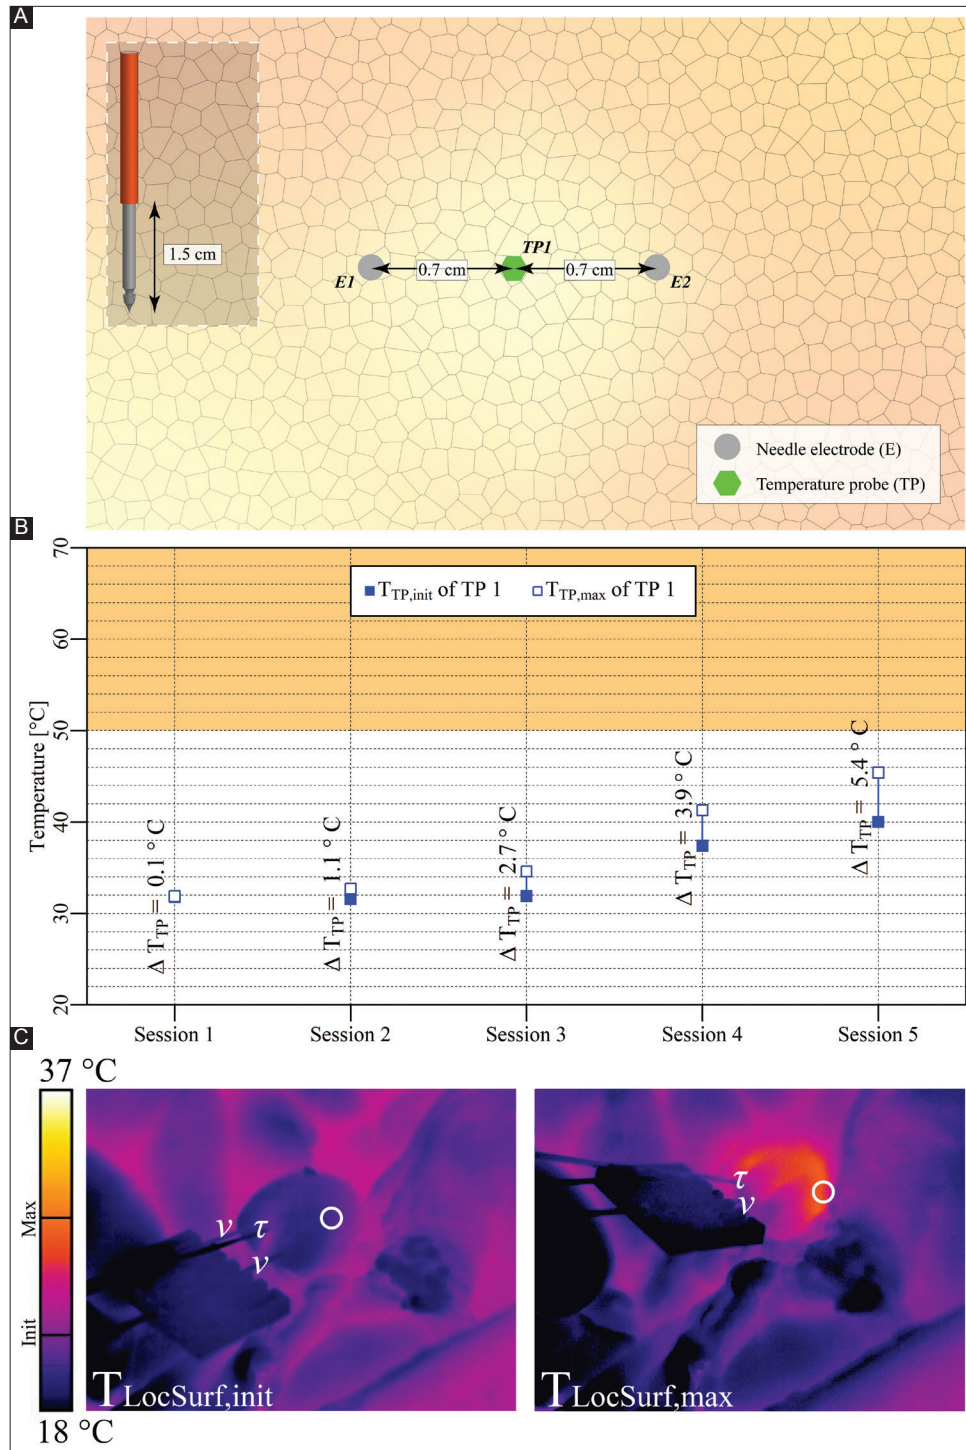 A
1.5 cm
TP1
0.7 cm
0.7 cm
E1
E2
Needle electrode (E)
Temperature probe (TP)
B
Temperature [°C]
70
60
50
40
30
20
T_TP,init of TP 1
T_TP,max of TP 1
Δ T_TP = 0.1 ° C
Δ T_TP = 1.1 ° C
Δ T_TP = 2.7 ° C
Δ T_TP = 3.9 ° C
Δ T_TP = 5.4 ° C
Session 1
Session 2
Session 3
Session 4
Session 5
C
37 °C
Max
Init
18 °C
ν τ
ν
T_LocSurf,init
τ
ν
T_LocSurf,max